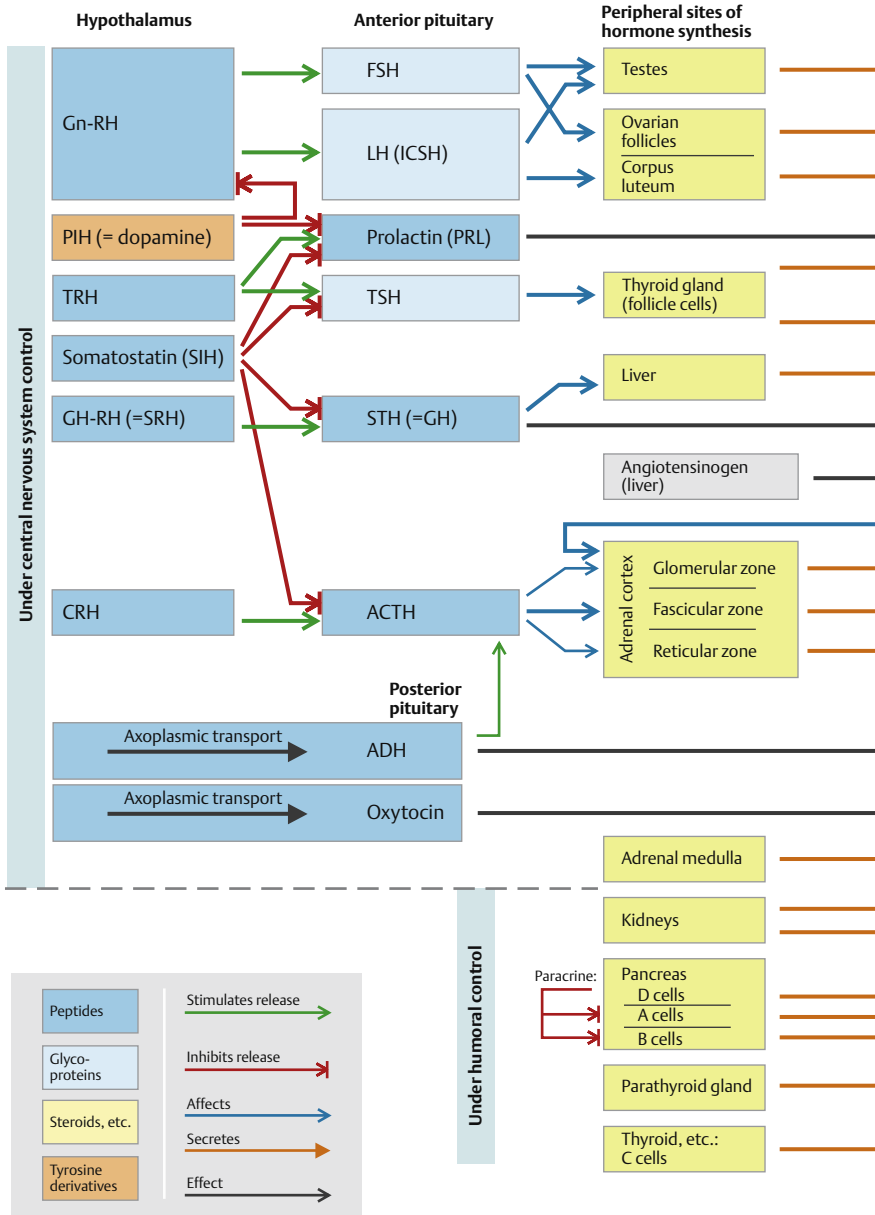 Hypothalamus
Anterior pituitary
Peripheral sites of
hormone synthesis
Under central nervous system control
Gn-RH
FSH
Testes
LH (ICSH)
Ovarian
follicles
Corpus
luteum
PIH (= dopamine)
Prolactin (PRL)
TRH
TSH
Thyroid gland
(follicle cells)
Somatostatin (SIH)
Liver
GH-RH (=SRH)
STH (=GH)
Angiotensinogen
(liver)
Adrenal cortex
Glomerular zone
CRH
ACTH
Fascicular zone
Reticular zone
Posterior
pituitary
Axoplasmic transport
ADH
Axoplasmic transport
Oxytocin
Adrenal medulla
Under humoral control
Kidneys
Paracrine:
Pancreas
D cells
A cells
B cells
Parathyroid gland
Thyroid, etc.:
C cells
Peptides
Stimulates release
Glyco-
proteins
Inhibits release
Steroids, etc.
Affects
Secretes
Tyrosine
derivatives
Effect